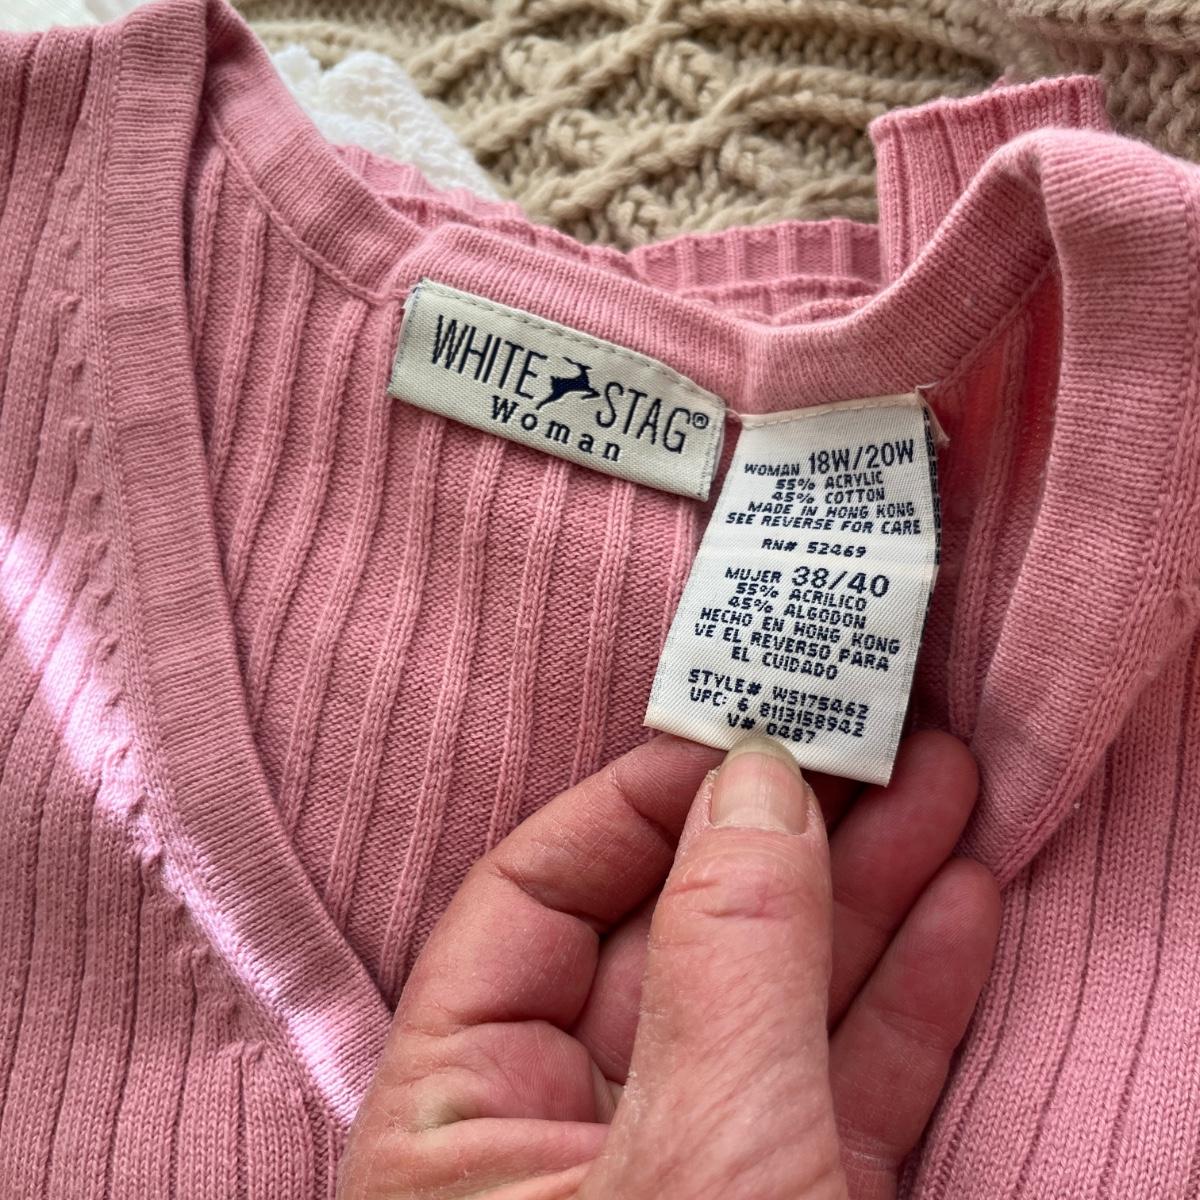 WHITE STAG®
Woman
WOMAN 18W/20W
55% ACRYLIC
45% COTTON
MADE IN HONG KONG
SEE REVERSE FOR CARE
RN# 52469
MUJER 38/40
55% ACRILICO
45% ALGODON
HECHO EN HONG KONG
VE EL REVERSO PARA
EL CUIDADO
STYLE# WS175462
UPC: 6 8113158942
V# 0487